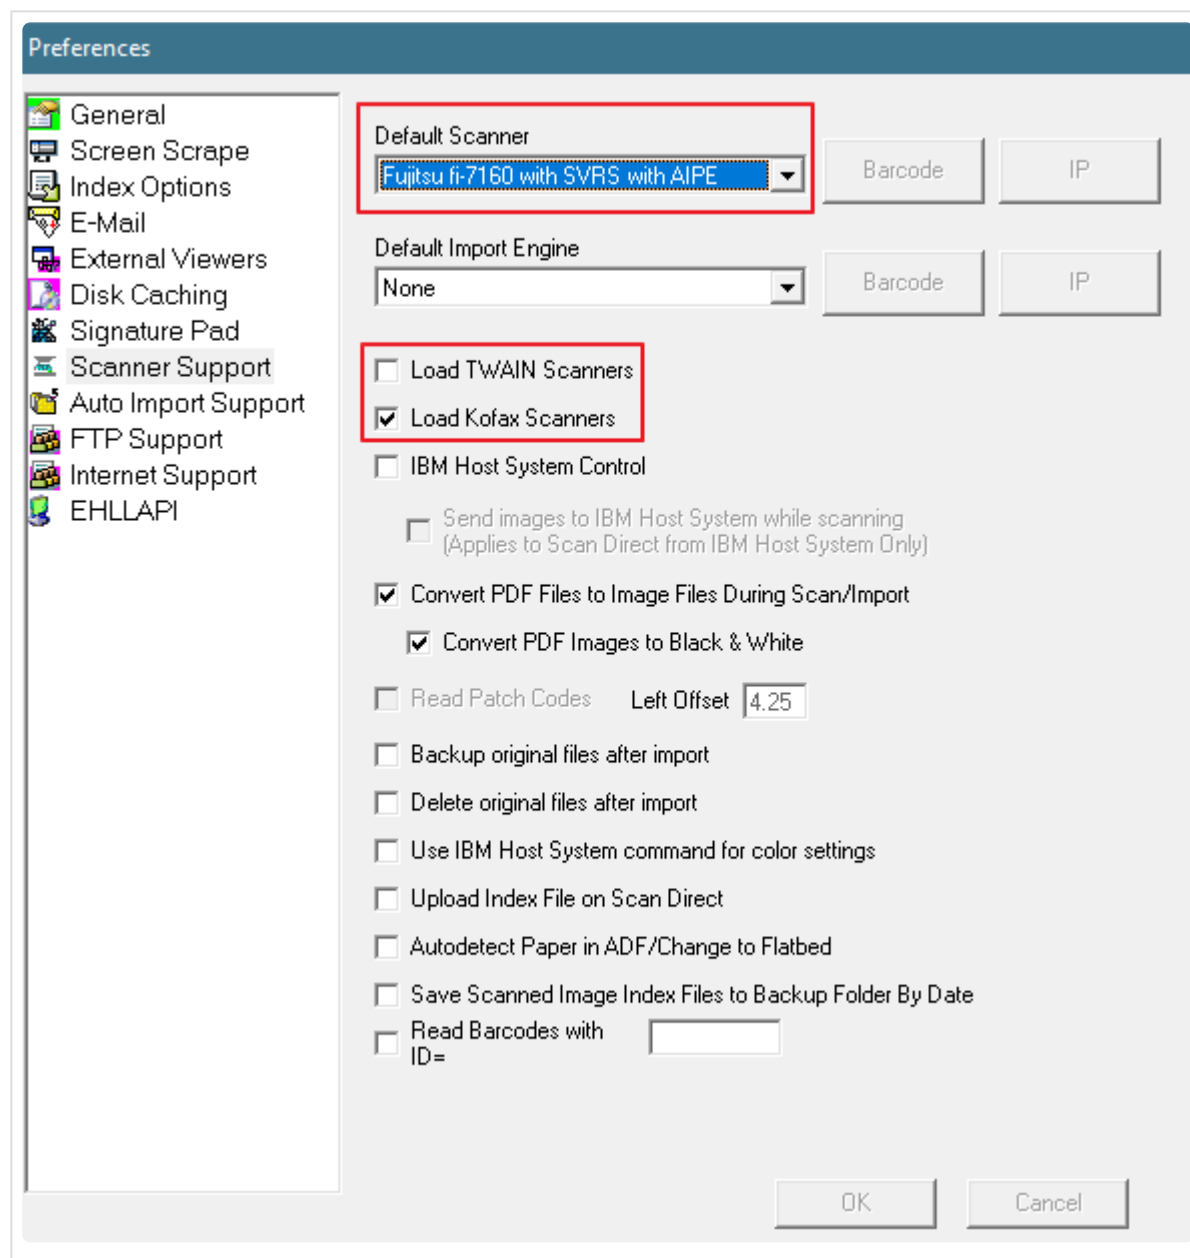 Preferences
General
Screen Scrape
Index Options
E-Mail
External Viewers
Disk Caching
Signature Pad
Scanner Support
Auto Import Support
FTP Support
Internet Support
EHLLAPI
Default Scanner
Fujitsu fi-7160 with SVRS with AIPE
Barcode
IP
Default Import Engine
None
Barcode
IP
Load TWAIN Scanners
Load Kofax Scanners
IBM Host System Control
Send images to IBM Host System while scanning
(Applies to Scan Direct from IBM Host System Only)
Convert PDF Files to Image Files During Scan/Import
Convert PDF Images to Black & White
Read Patch Codes Left Offset 4.25
Backup original files after import
Delete original files after import
Use IBM Host System command for color settings
Upload Index File on Scan Direct
Autodetect Paper in ADF/Change to Flatbed
Save Scanned Image Index Files to Backup Folder By Date
Read Barcodes with
ID=
OK
Cancel